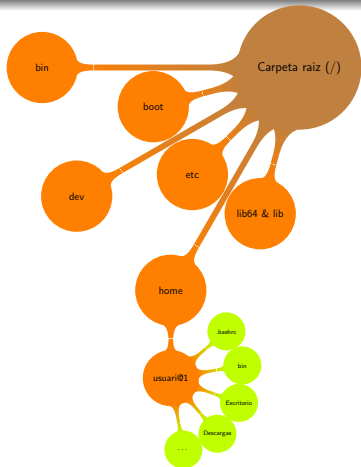 Carpeta raiz (/)
bin
boot
etc
dev
lib64 & lib
home
usuari@1
.bashrc
bin
Escritorio
Descargas
...